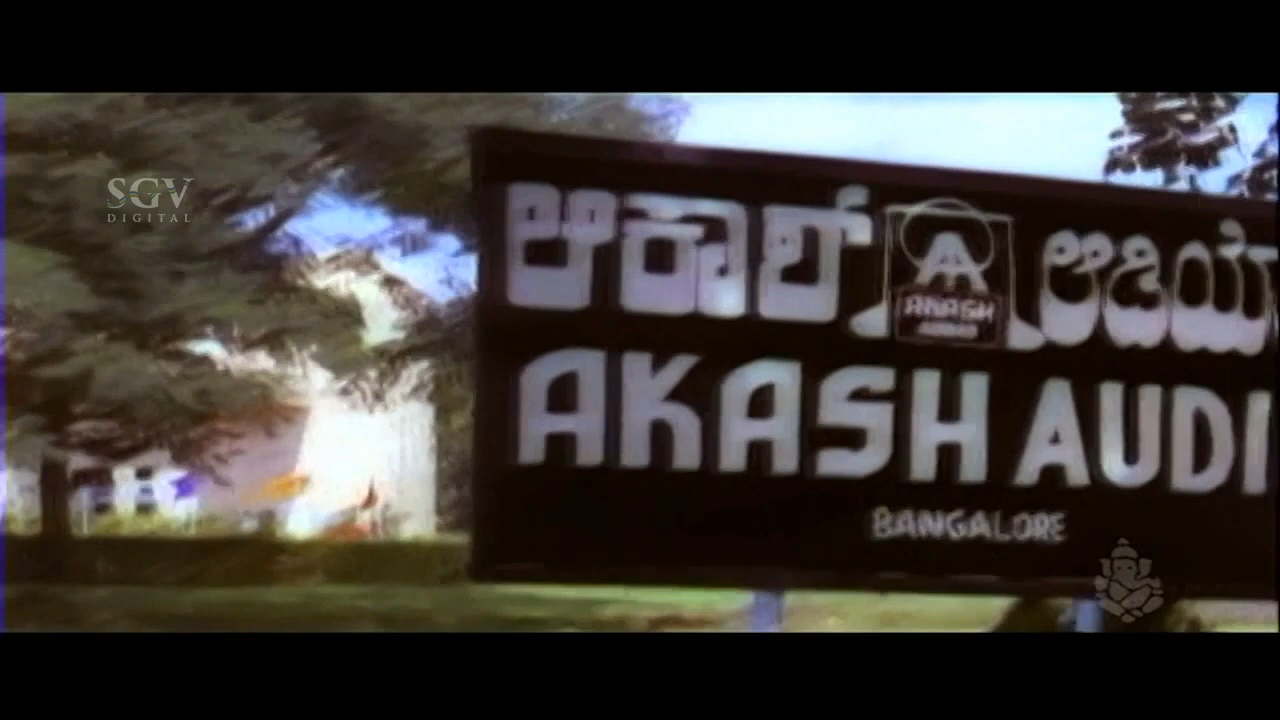 SGV
DIGITAL
ಆಕಾಶ್
AKASH
AKASH AUDI
BANGALORE